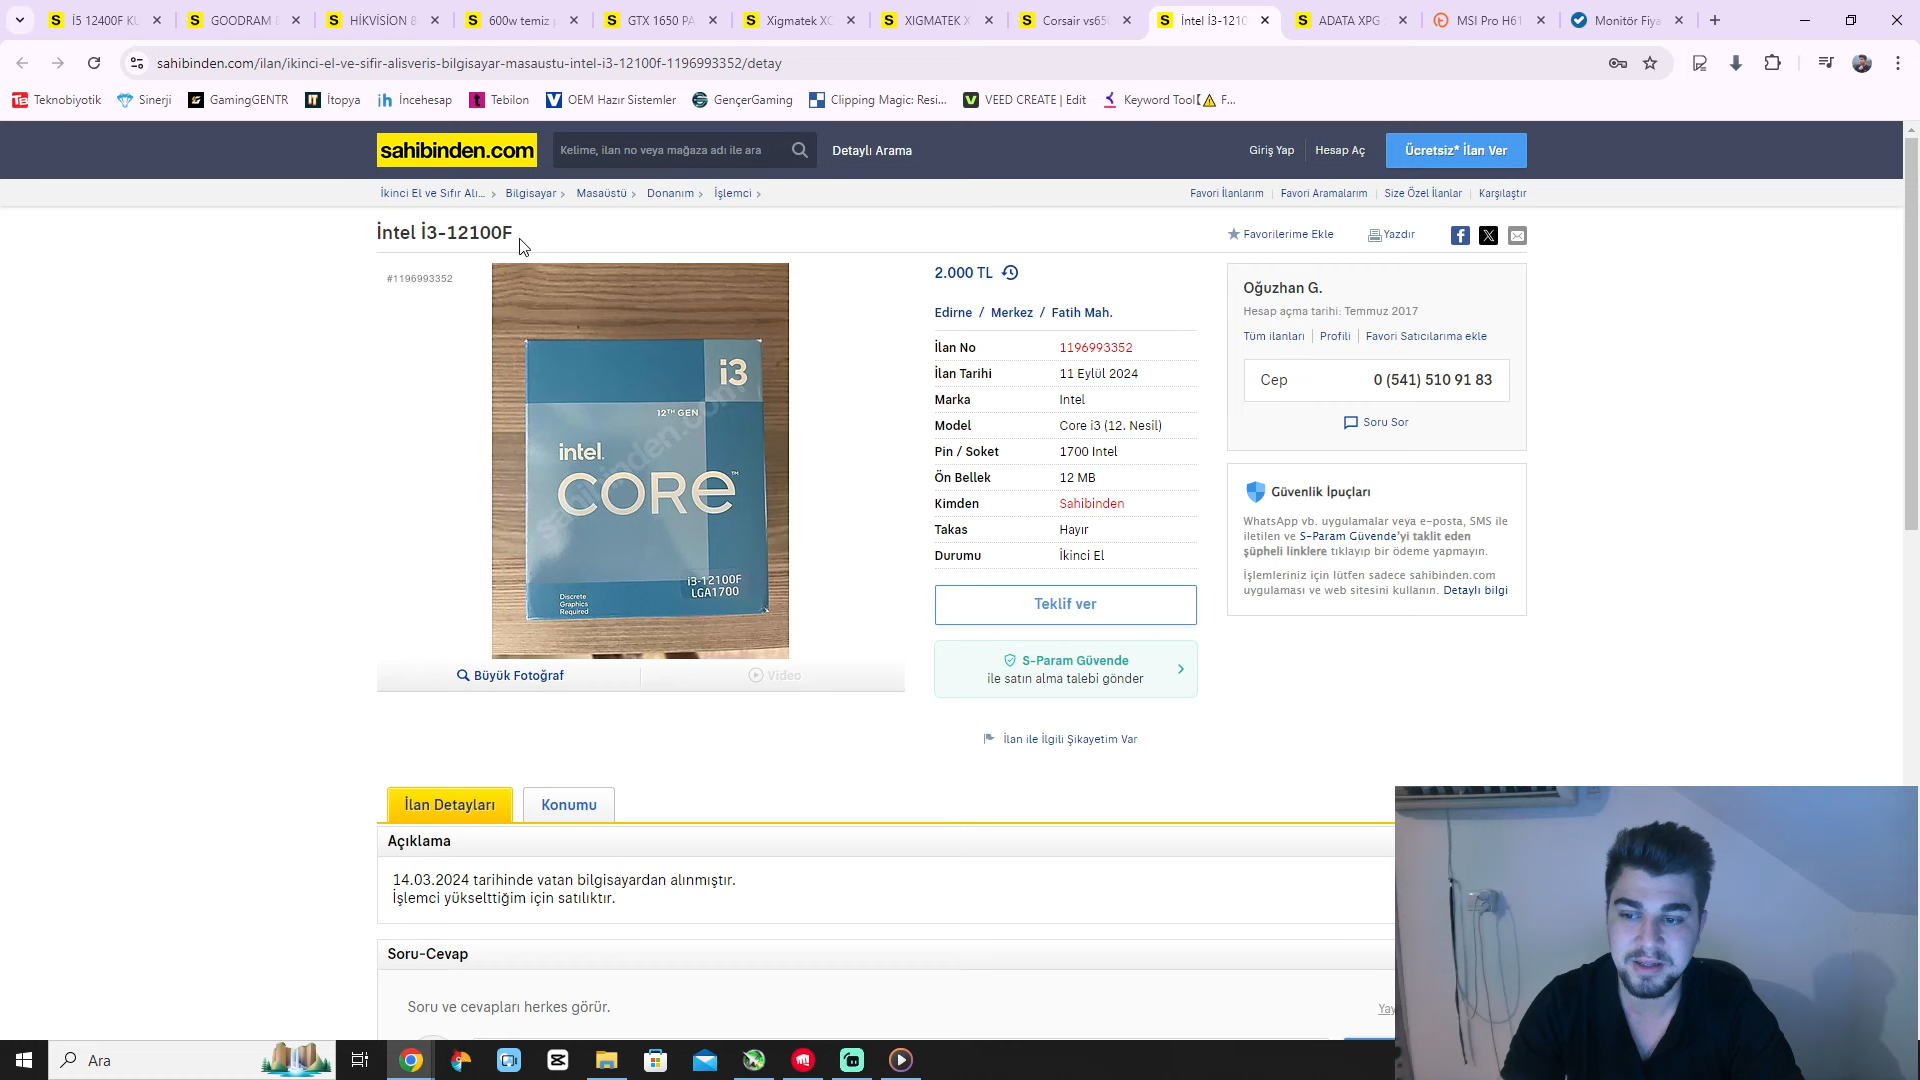 İ5 12400F KU
GOODRAM
HİKVİSİON 8
600w temiz
GTX 1650 PA
Xigmatek XC
XIGMATEK X
Corsair vs650
İntel İ3-1210
ADATA XPG
MSI Pro H61
Monitör Fiya
sahibinden.com/ilan/ikinci-el-ve-sifir-alisveris-bilgisayar-masaustu-intel-i3-12100f-1196993352/detay
Teknobiyotik
Sinerji
GamingGENTR
İtopya
İncehesap
Tebilon
OEM Hazır Sistemler
GençerGaming
Clipping Magic: Resi...
VEED CREATE | Edit
Keyword Tool【⚠ F...
sahibinden.com
Kelime, ilan no veya mağaza adı ile ara
Detaylı Arama
Giriş Yap
Hesap Aç
Ücretsiz* İlan Ver
İkinci El ve Sıfır Alı... > Bilgisayar > Masaüstü > Donanım > İşlemci >
Favori İlanlarım
Favori Aramalarım
Size Özel İlanlar
Karşılaştır
İntel İ3-12100F
Favorilerime Ekle
Yazdır
#1196993352
i3
12TH GEN
intel.
CORE™
i3-12100F
LGA1700
Discrete
Graphics
Required
sahibinden.com
Büyük Fotoğraf
Video
2.000 TL
Edirne / Merkez / Fatih Mah.
İlan No 1196993352
İlan Tarihi 11 Eylül 2024
Marka Intel
Model Core i3 (12. Nesil)
Pin / Soket 1700 Intel
Ön Bellek 12 MB
Kimden Sahibinden
Takas Hayır
Durumu İkinci El
Teklif ver
S-Param Güvende
ile satın alma talebi gönder
İlan ile İlgili Şikayetim Var
Oğuzhan G.
Hesap açma tarihi: Temmuz 2017
Tüm ilanları
Profili
Favori Satıcılarıma ekle
Cep 0 (541) 510 91 83
Soru Sor
Güvenlik İpuçları
WhatsApp vb. uygulamalar veya e-posta, SMS ile
iletilen ve S-Param Güvende'yi taklit eden
şüpheli linklere tıklayıp bir ödeme yapmayın.
İşlemleriniz için lütfen sadece sahibinden.com
uygulaması ve web sitesini kullanın. Detaylı bilgi
İlan Detayları
Konumu
Açıklama
14.03.2024 tarihinde vatan bilgisayardan alınmıştır.
İşlemci yükselttiğim için satılıktır.
Soru-Cevap
Soru ve cevapları herkes görür.
Yay
Ara